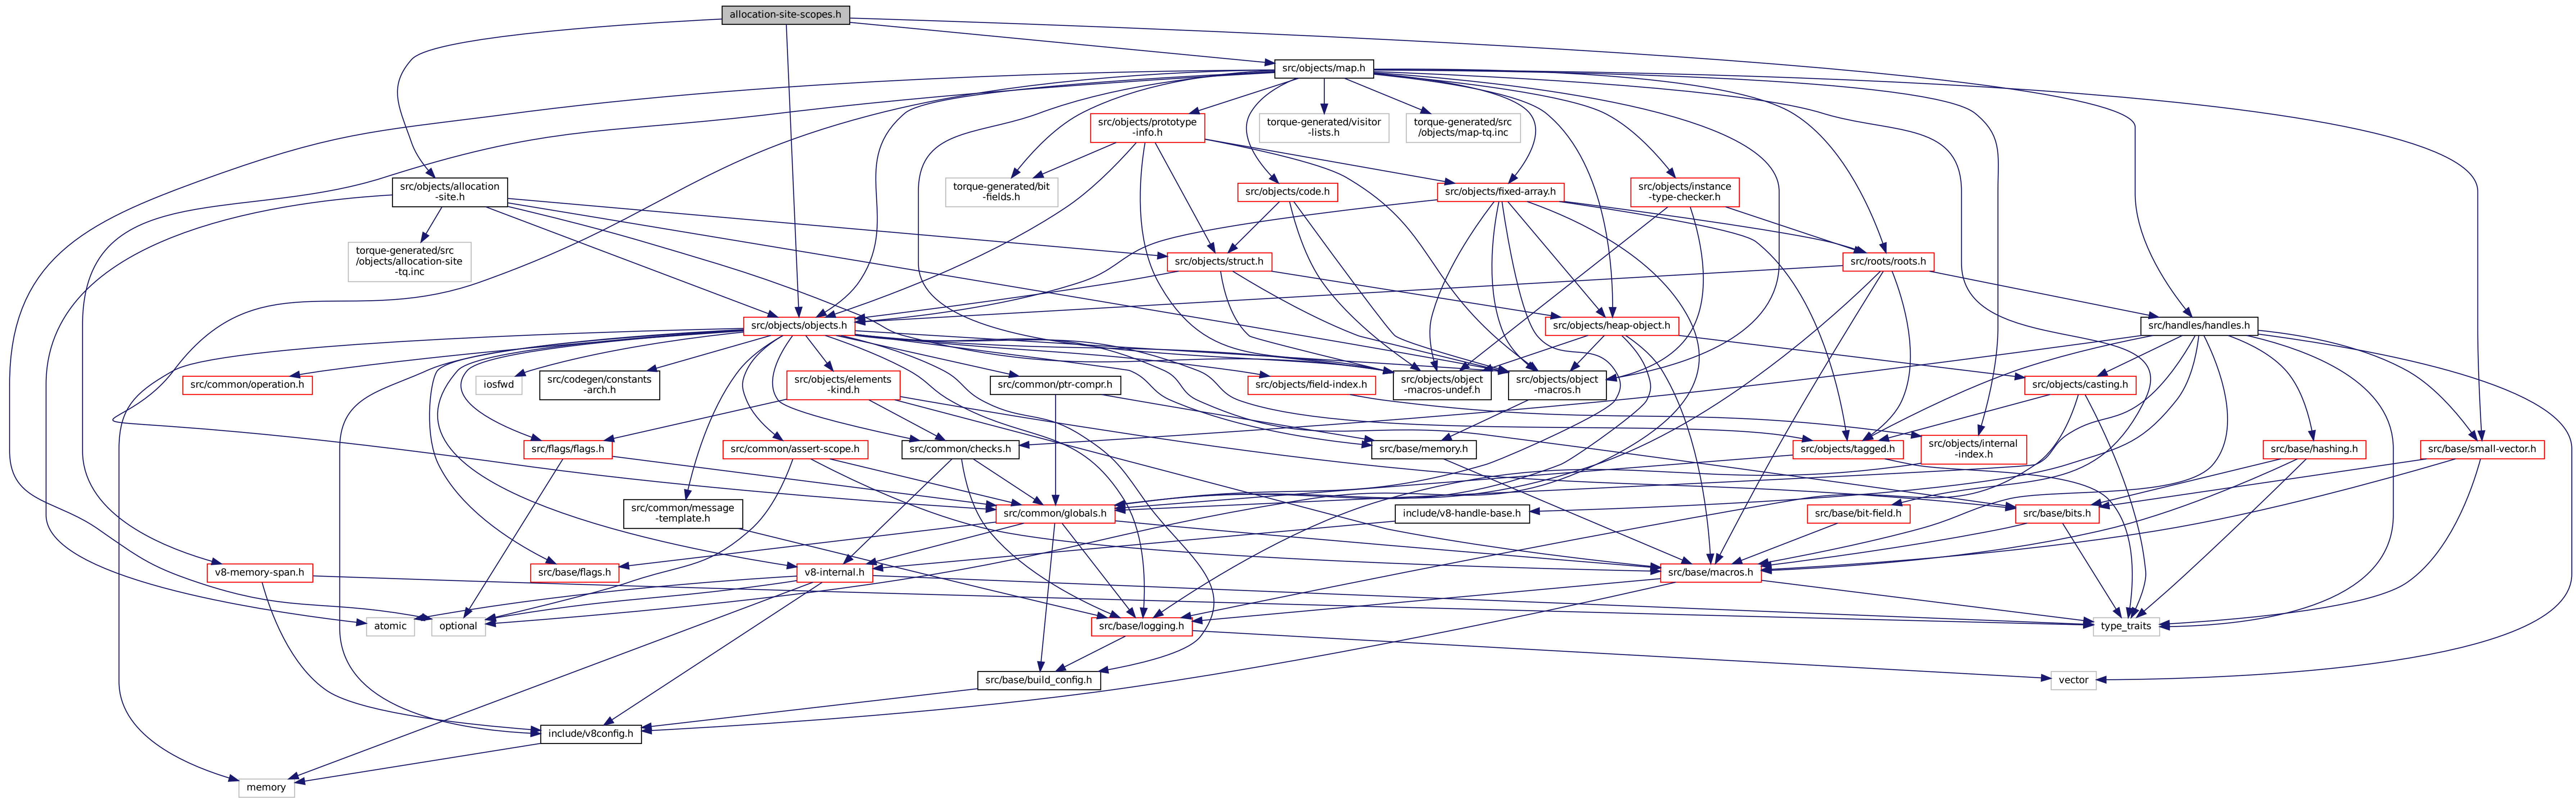 allocation-site-scopes.h
src/objects/map.h
src/objects/prototype
-info.h
torque-generated/visitor
-lists.h
torque-generated/src
/objects/map-tq.inc
src/objects/allocation
-site.h
torque-generated/bit
-fields.h
src/objects/code.h
src/objects/fixed-array.h
src/objects/instance
-type-checker.h
torque-generated/src
/objects/allocation-site
-tq.inc
src/objects/struct.h
src/roots/roots.h
src/objects/objects.h
src/objects/heap-object.h
src/handles/handles.h
src/common/operation.h
iosfwd
src/codegen/constants
-arch.h
src/objects/elements
-kind.h
src/common/ptr-compr.h
src/objects/field-index.h
src/objects/object
-macros-undef.h
src/objects/object
-macros.h
src/objects/casting.h
src/flags/flags.h
src/common/assert-scope.h
src/common/checks.h
src/base/memory.h
src/objects/tagged.h
src/objects/internal
-index.h
src/base/hashing.h
src/base/small-vector.h
src/common/message
-template.h
src/common/globals.h
include/v8-handle-base.h
src/base/bit-field.h
src/base/bits.h
v8-memory-span.h
src/base/flags.h
v8-internal.h
src/base/macros.h
atomic
optional
src/base/logging.h
type_traits
src/base/build_config.h
vector
include/v8config.h
memory